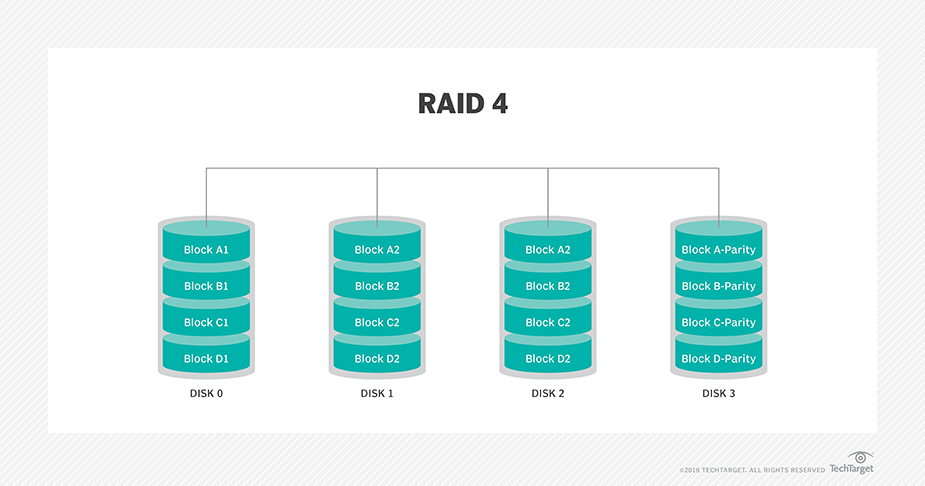 RAID 4
Block A1 Block A2 Block A2 Block A-Parity
Block B1 Block B2 Block B2 Block B-Parity
Block C1 Block C2 Block C2 Block C-Parity
Block D1 Block D2 Block D2 Block D-Parity
DISK 0 DISK 1 DISK 2 DISK 3
©2018 TECHTARGET. ALL RIGHTS RESERVED TechTarget